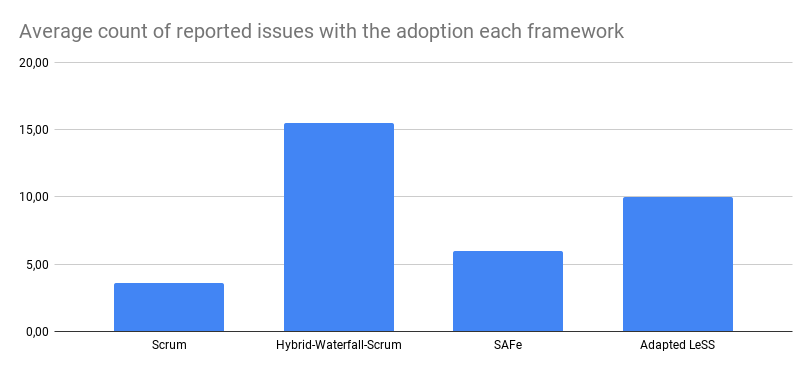 Average count of reported issues with the adoption each framework
20,00
15,00
10,00
5,00
0,00
Scrum
Hybrid-Waterfall-Scrum
SAFe
Adapted LeSS